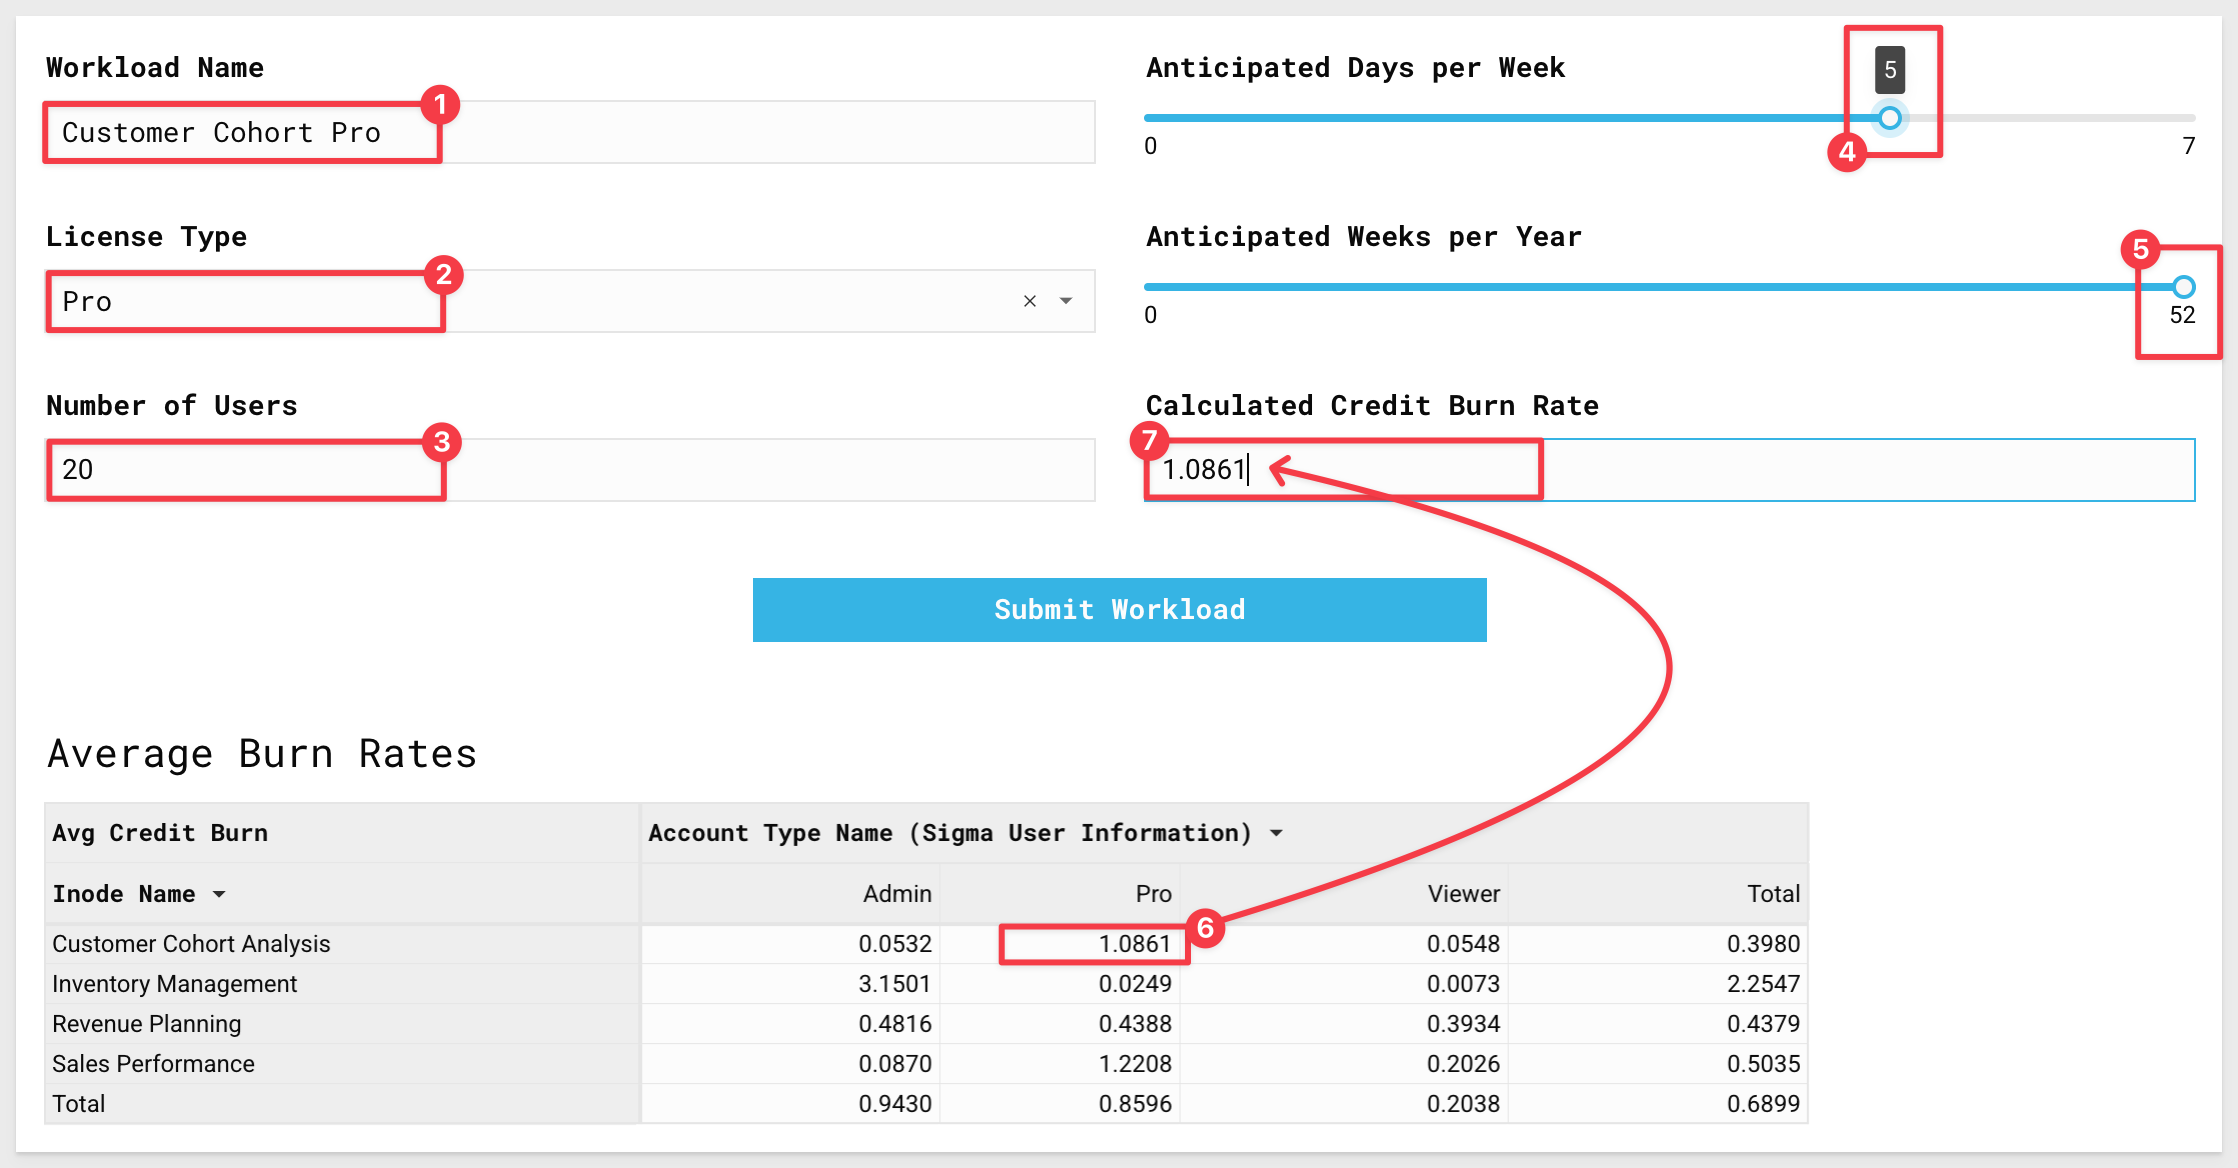 Workload Name
1
Customer Cohort Pro
License Type
2
Pro
Number of Users
3
20
Anticipated Days per Week
5
0
7
4
Anticipated Weeks per Year
5
0
52
Calculated Credit Burn Rate
7
1.0861
Submit Workload
Average Burn Rates
Avg Credit Burn Account Type Name (Sigma User Information)
Inode Name Admin Pro Viewer Total
6
Customer Cohort Analysis 0.0532 1.0861 0.0548 0.3980
Inventory Management 3.1501 0.0249 0.0073 2.2547
Revenue Planning 0.4816 0.4388 0.3934 0.4379
Sales Performance 0.0870 1.2208 0.2026 0.5035
Total 0.9430 0.8596 0.2038 0.6899